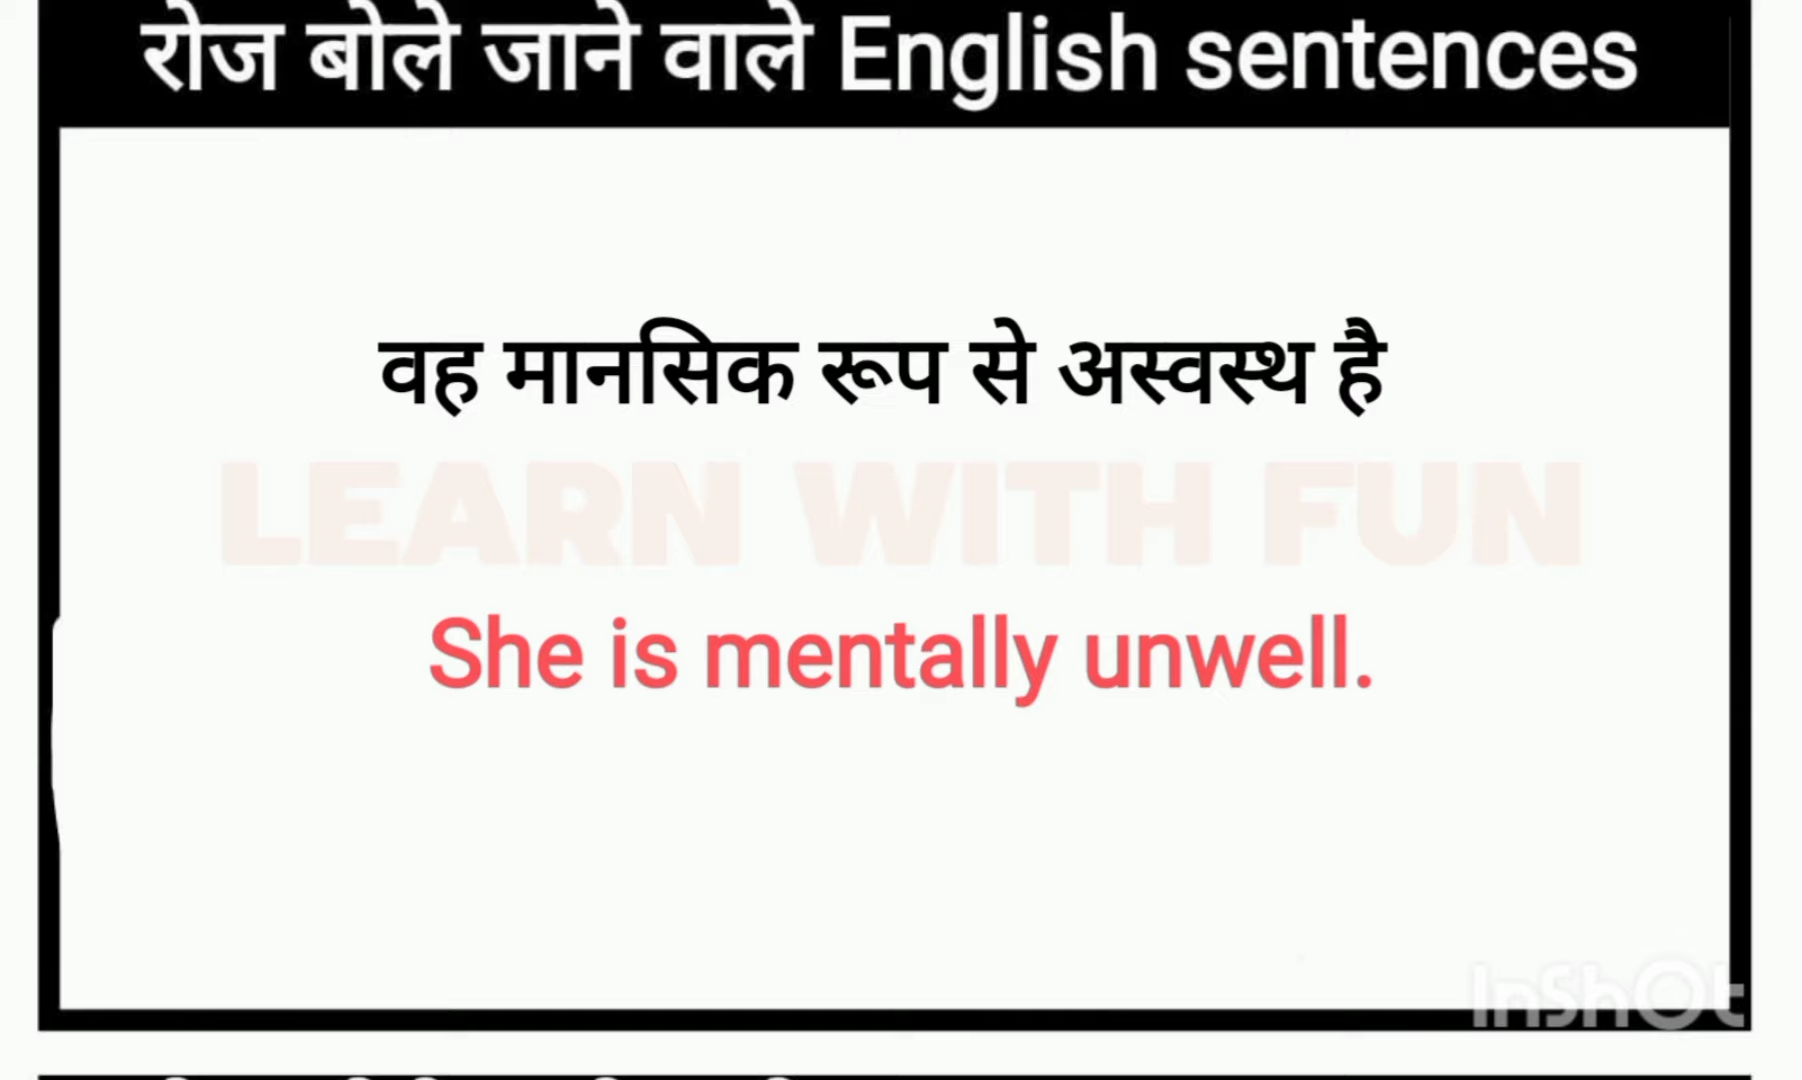 रोज बोले जाने वाले English sentences
वह मानसिक रूप से अस्वस्थ है
LEARN WITH FUN
She is mentally unwell.
InShOt